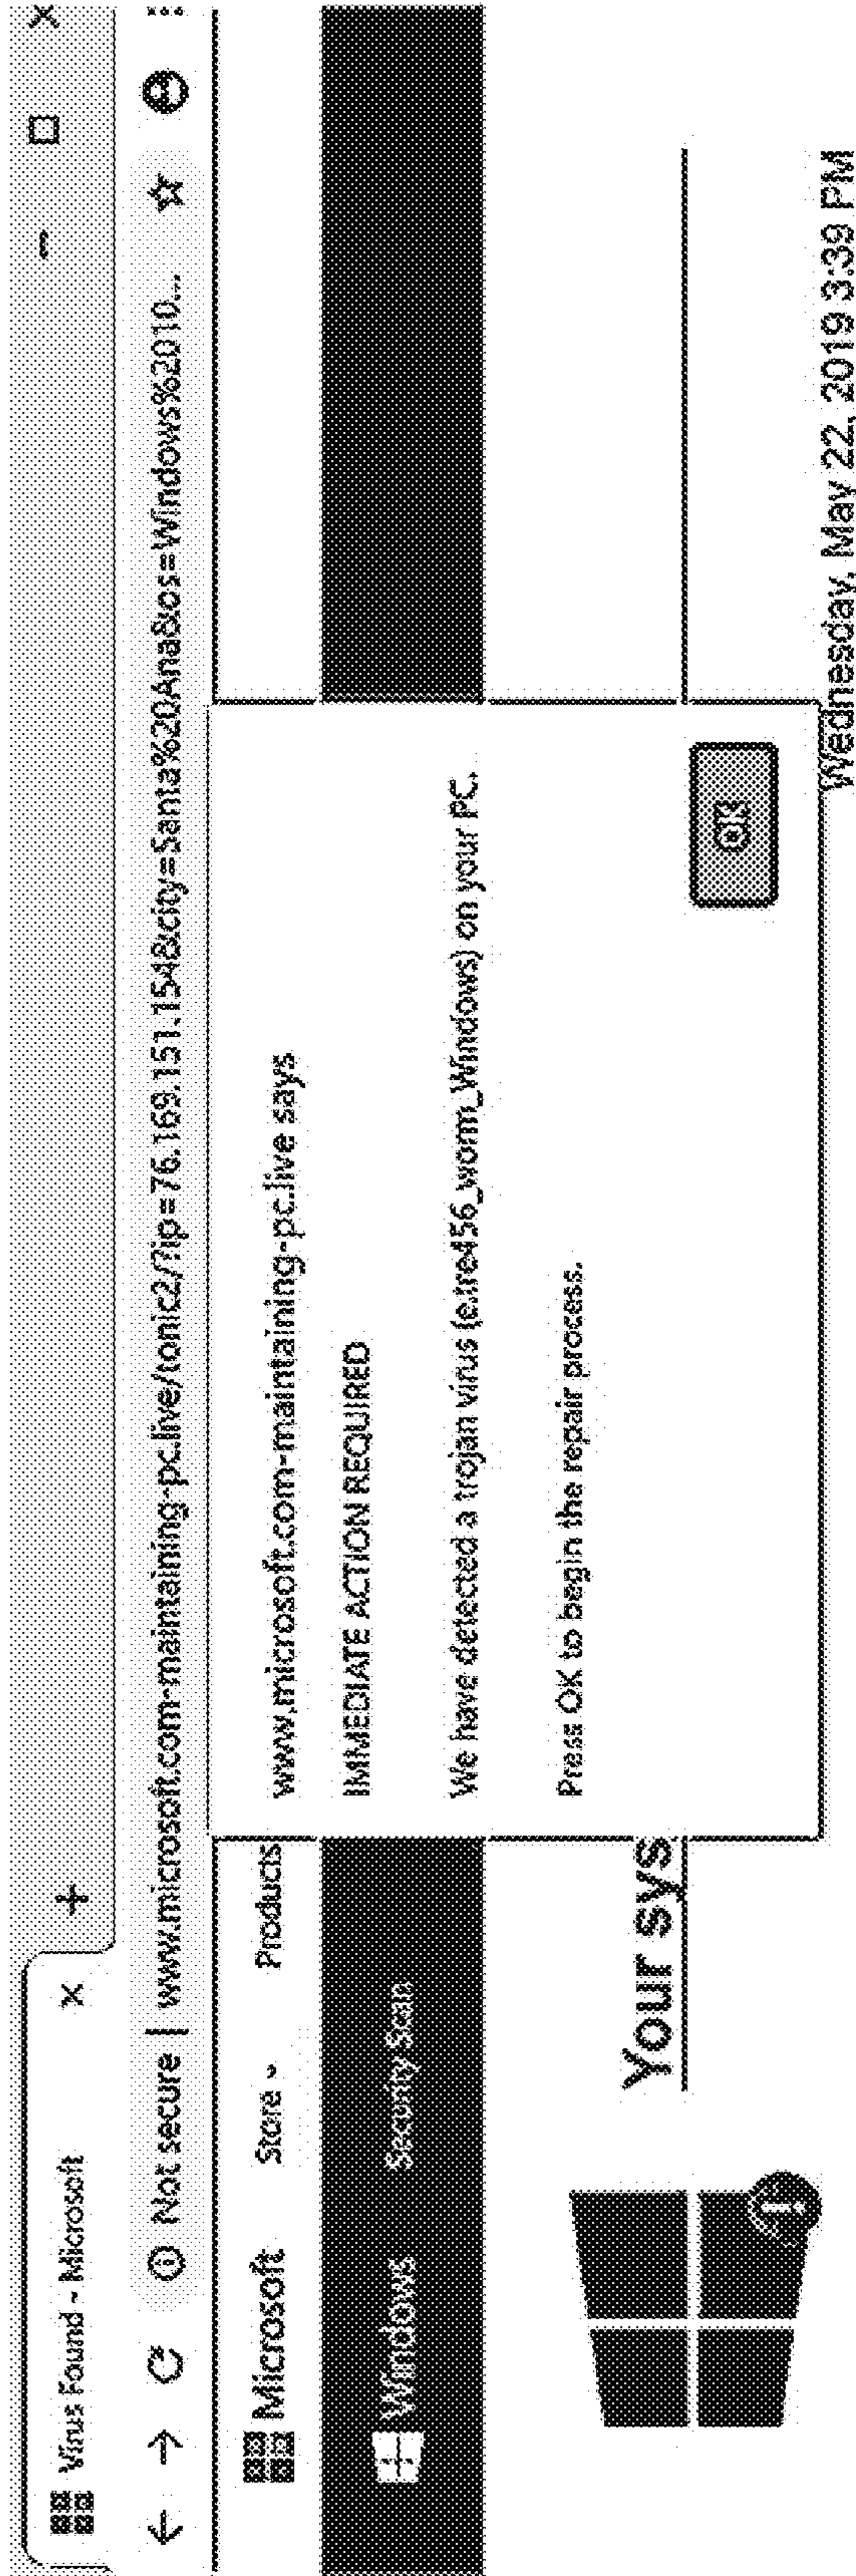 Virus Found - Microsoft
Not secure | www.microsoft.com-maintaining-pc.live/tonic2/?ip=76.169.151.154&city=Santa%20Ana&os=Windows%2010...
Microsoft Store Products
www.microsoft.com-maintaining-pc.live says
IMMEDIATE ACTION REQUIRED
Windows Security Scan
We have detected a trojan virus (e.tre456_worm_Windows) on your PC.
Press OK to begin the repair process.
Your sys
OK
Wednesday, May 22, 2019 3:39 PM